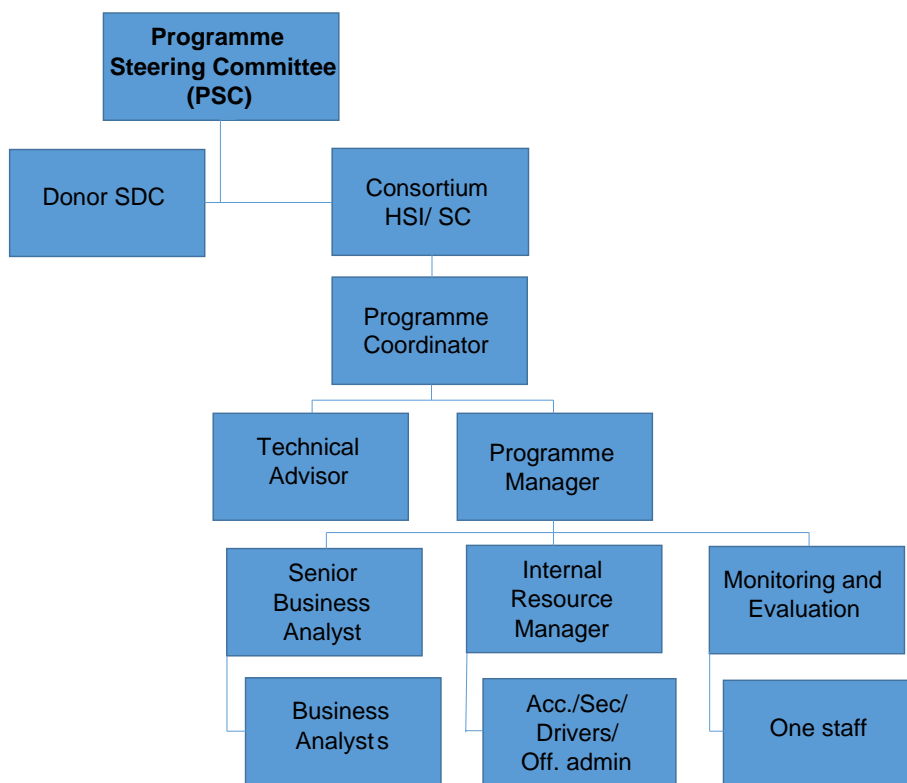 Programme
Steering Committee
(PSC)
Donor SDC
Consortium
HSI/ SC
Programme
Coordinator
Technical
Advisor
Programme
Manager
Senior
Business
Analyst
Internal
Resource
Manager
Monitoring and
Evaluation
Business
Analysts
Acc./Sec/
Drivers/
Off. admin
One staff